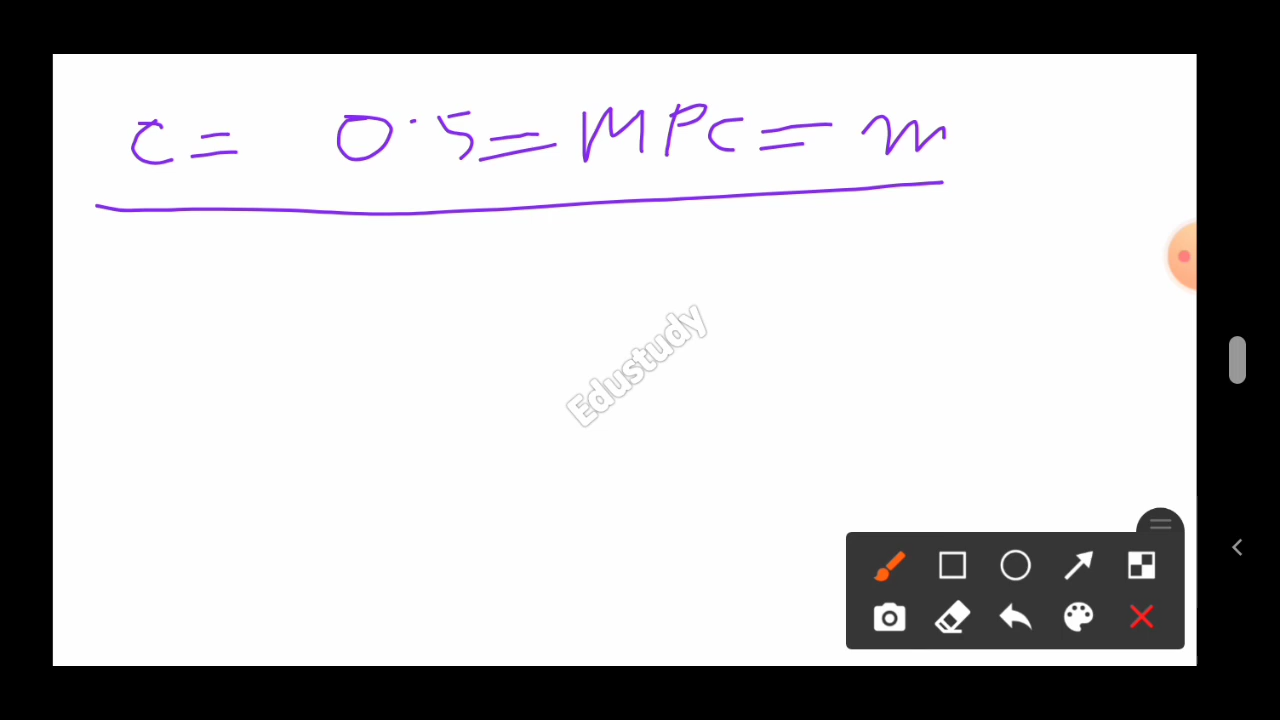 c = 0.5 = MPC = m
Edustudy